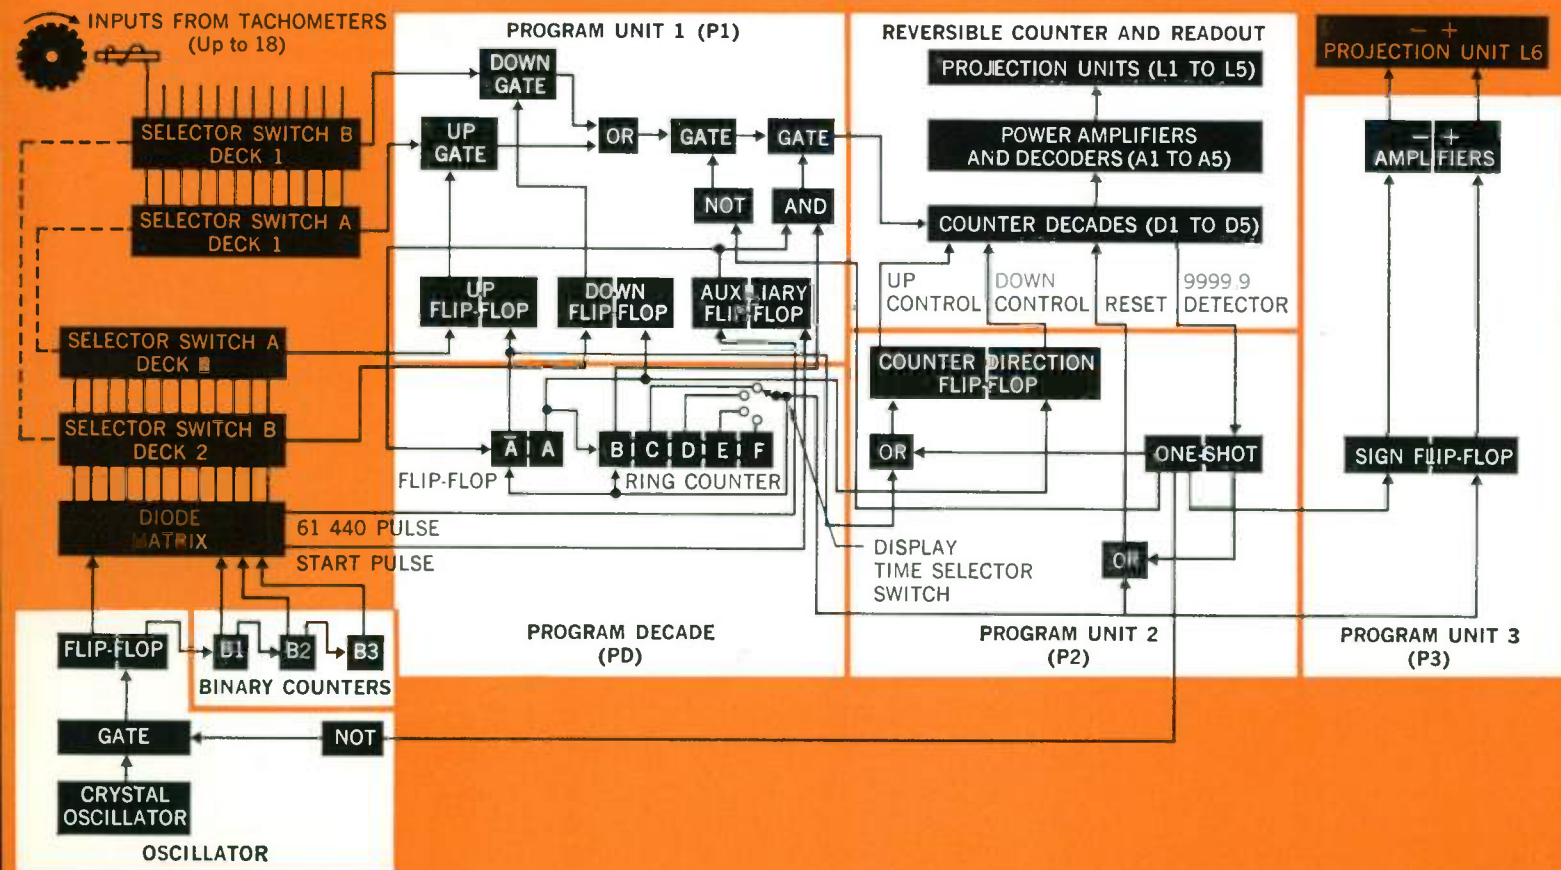 INPUTS FROM TACHOMETERS
(Up to 18)
SELECTOR SWITCH B
DECK 1
SELECTOR SWITCH A
DECK 1
SELECTOR SWITCH A
DECK
SELECTOR SWITCH B
DECK 2
DIODE
MATRIX
61 440 PULSE
START PULSE
FLIP-FLOP
B1
B2
B3
BINARY COUNTERS
GATE
NOT
CRYSTAL
OSCILLATOR
OSCILLATOR
PROGRAM UNIT 1 (P1)
DOWN
GATE
UP
GATE
OR
GATE
GATE
NOT
AND
UP
FLIP-FLOP
DOWN
FLIP-FLOP
AUXILIARY
FLIP-FLOP
Ā
A
B
C
D
E
F
FLIP-FLOP
RING COUNTER
DISPLAY
TIME SELECTOR
SWITCH
PROGRAM DECADE
(PD)
REVERSIBLE COUNTER AND READOUT
PROJECTION UNITS (L1 TO L5)
POWER AMPLIFIERS
AND DECODERS (A1 TO A5)
COUNTER DECADES (D1 TO D5)
UP
CONTROL
DOWN
CONTROL
RESET
9999.9
DETECTOR
COUNTER DIRECTION
FLIP-FLOP
OR
ONE-SHOT
OR
PROGRAM UNIT 2
(P2)
− +
PROJECTION UNIT L6
− +
AMPLIFIERS
SIGN FLIP-FLOP
PROGRAM UNIT 3
(P3)